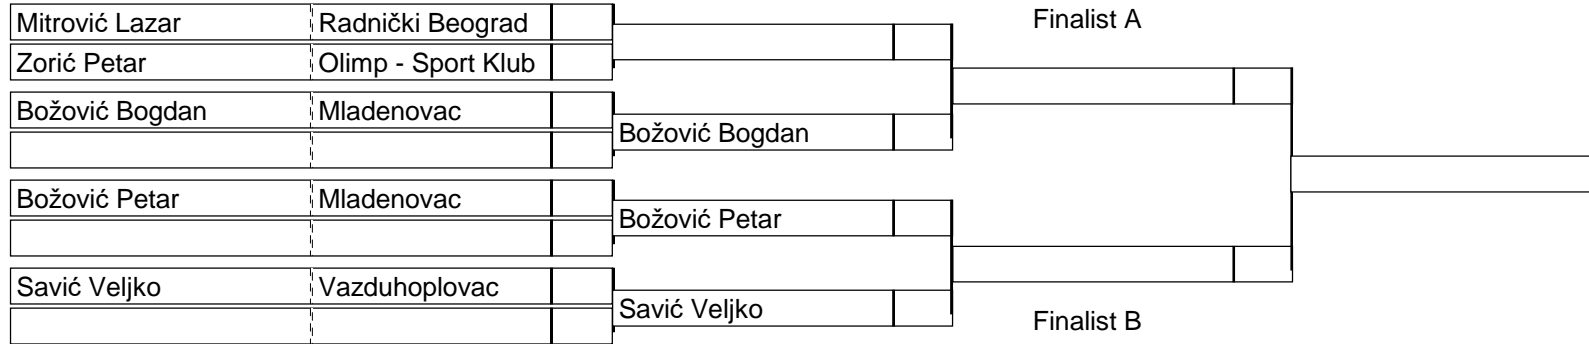 Mitrović Lazar Radnički Beograd Finalist A
Zorić Petar Olimp - Sport Klub
Božović Bogdan Mladenovac
Božović Bogdan
Božović Petar Mladenovac
Božović Petar
Savić Veljko Vazduhoplovac
Savić Veljko
Finalist B